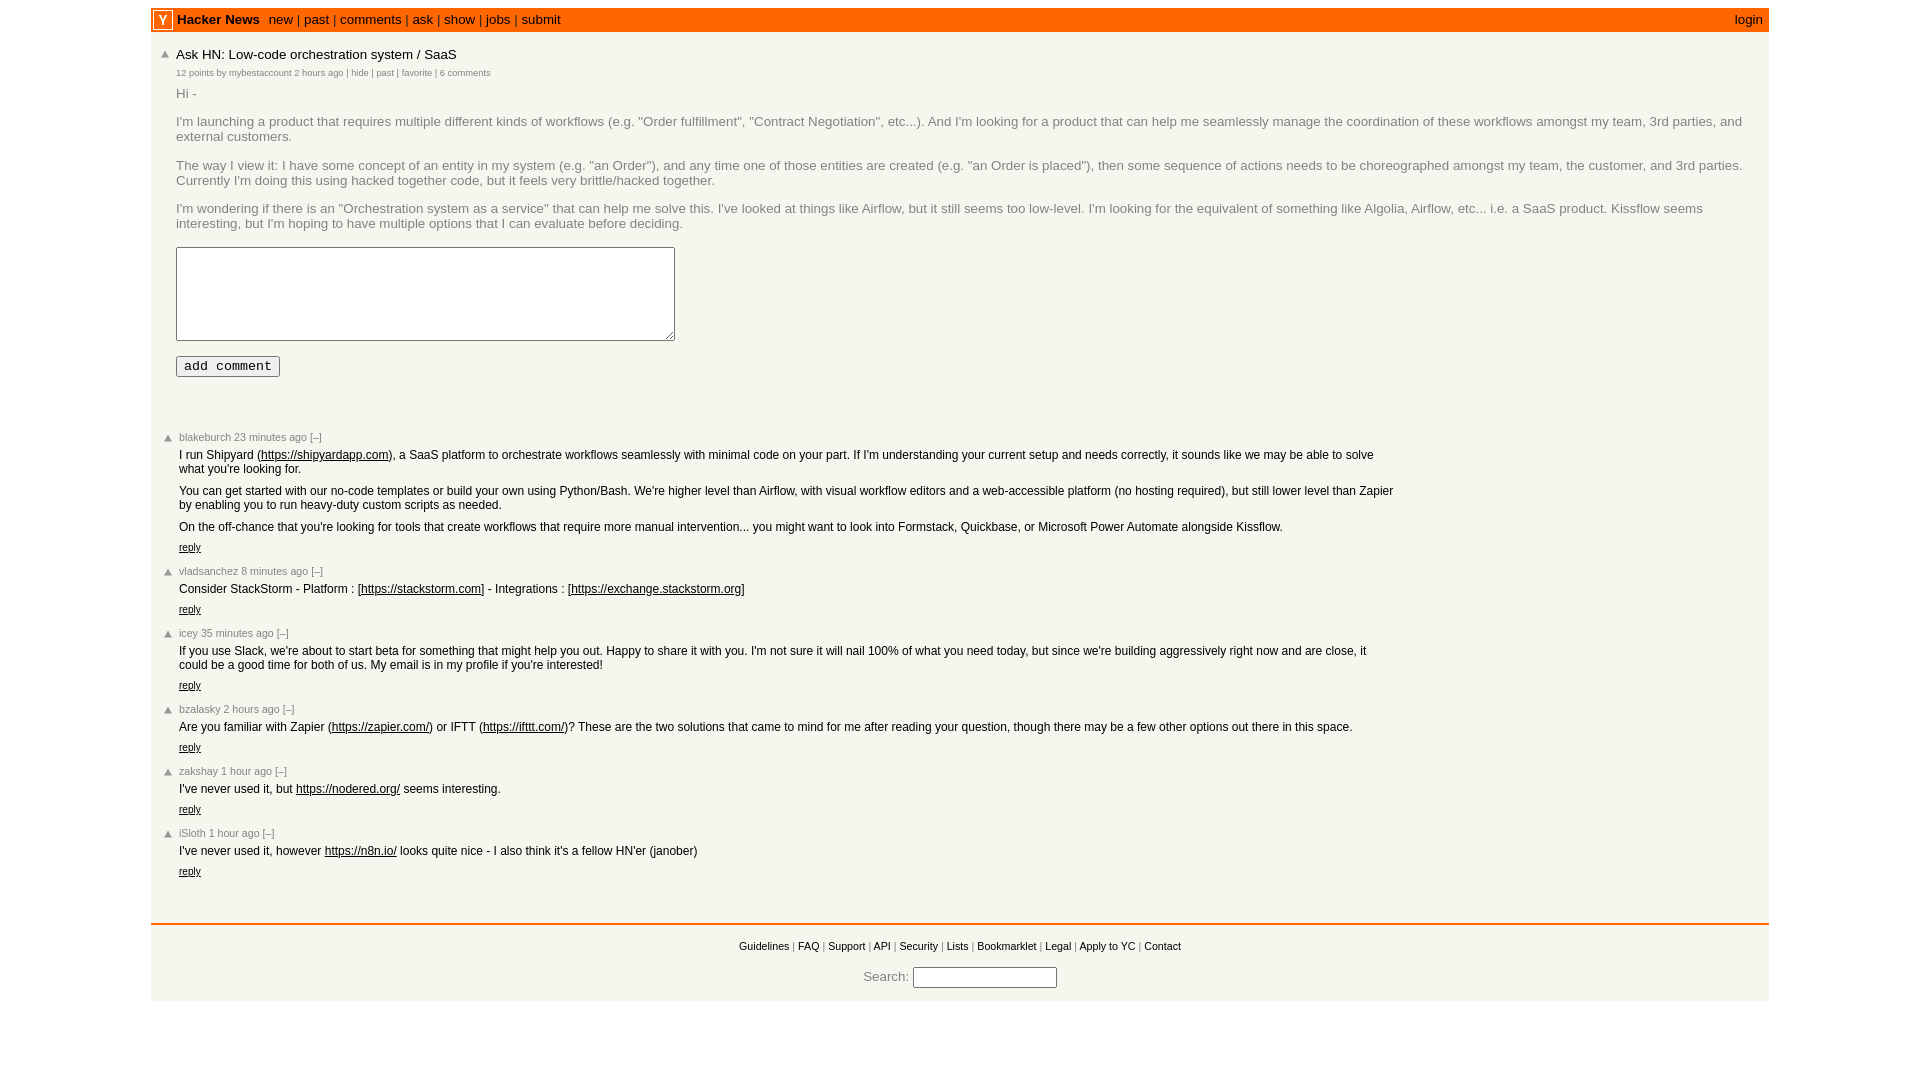 Y Hacker News new | past | comments | ask | show | jobs | submit login
Ask HN: Low-code orchestration system / SaaS
12 points by mybestaccount 2 hours ago | hide | past | favorite | 6 comments
Hi -
I'm launching a product that requires multiple different kinds of workflows (e.g. "Order fulfillment", "Contract Negotiation", etc...). And I'm looking for a product that can help me seamlessly manage the coordination of these workflows amongst my team, 3rd parties, and
external customers.
The way I view it: I have some concept of an entity in my system (e.g. "an Order"), and any time one of those entities are created (e.g. "an Order is placed"), then some sequence of actions needs to be choreographed amongst my team, the customer, and 3rd parties.
Currently I'm doing this using hacked together code, but it feels very brittle/hacked together.
I'm wondering if there is an "Orchestration system as a service" that can help me solve this. I've looked at things like Airflow, but it still seems too low-level. I'm looking for the equivalent of something like Algolia, Airflow, etc... i.e. a SaaS product. Kissflow seems
interesting, but I'm hoping to have multiple options that I can evaluate before deciding.
add comment
blakeburch 23 minutes ago [–]
I run Shipyard (https://shipyardapp.com), a SaaS platform to orchestrate workflows seamlessly with minimal code on your part. If I'm understanding your current setup and needs correctly, it sounds like we may be able to solve
what you're looking for.
You can get started with our no-code templates or build your own using Python/Bash. We're higher level than Airflow, with visual workflow editors and a web-accessible platform (no hosting required), but still lower level than Zapier
by enabling you to run heavy-duty custom scripts as needed.
On the off-chance that you're looking for tools that create workflows that require more manual intervention... you might want to look into Formstack, Quickbase, or Microsoft Power Automate alongside Kissflow.
reply
vladsanchez 8 minutes ago [–]
Consider StackStorm - Platform : [https://stackstorm.com] - Integrations : [https://exchange.stackstorm.org]
reply
icey 35 minutes ago [–]
If you use Slack, we're about to start beta for something that might help you out. Happy to share it with you. I'm not sure it will nail 100% of what you need today, but since we're building aggressively right now and are close, it
could be a good time for both of us. My email is in my profile if you're interested!
reply
bzalasky 2 hours ago [–]
Are you familiar with Zapier (https://zapier.com/) or IFTT (https://ifttt.com/)? These are the two solutions that came to mind for me after reading your question, though there may be a few other options out there in this space.
reply
zakshay 1 hour ago [–]
I've never used it, but https://nodered.org/ seems interesting.
reply
iSloth 1 hour ago [–]
I've never used it, however https://n8n.io/ looks quite nice - I also think it's a fellow HN'er (janober)
reply
Guidelines | FAQ | Support | API | Security | Lists | Bookmarklet | Legal | Apply to YC | Contact
Search: